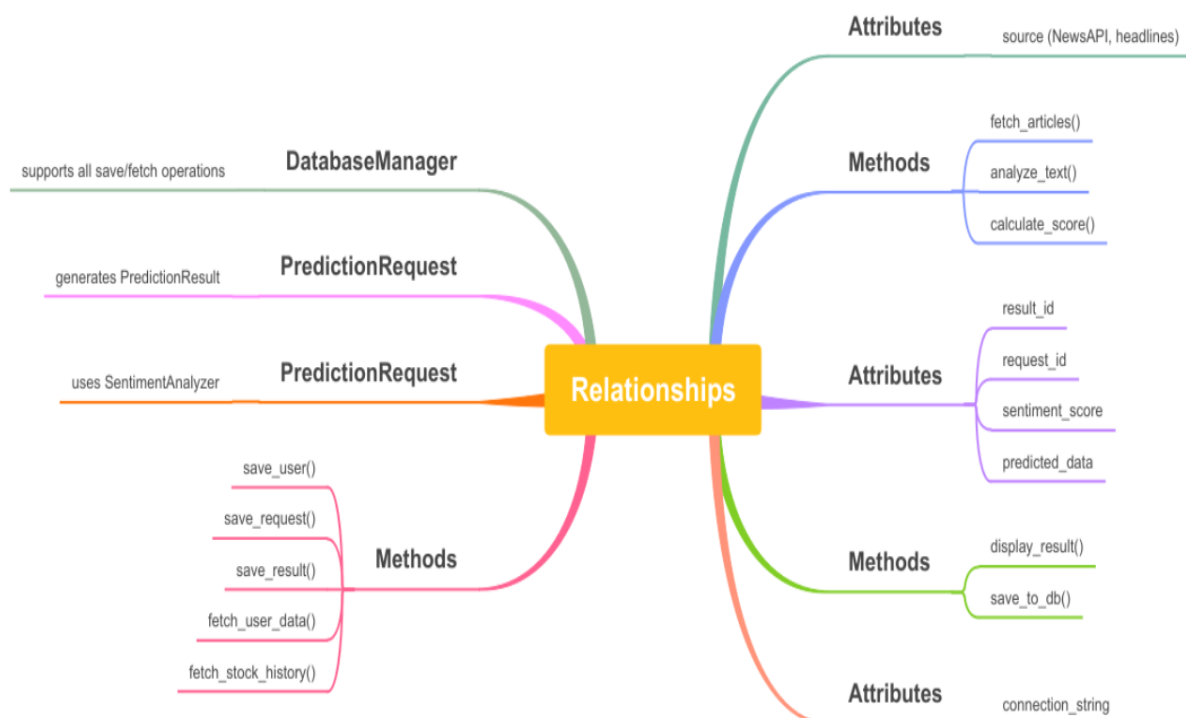 Relationships
Attributes
source (NewsAPI, headlines)
Methods
fetch_articles()
analyze_text()
calculate_score()
Attributes
result_id
request_id
sentiment_score
predicted_data
Methods
display_result()
save_to_db()
Attributes
connection_string
DatabaseManager
supports all save/fetch operations
PredictionRequest
generates PredictionResult
PredictionRequest
uses SentimentAnalyzer
Methods
save_user()
save_request()
save_result()
fetch_user_data()
fetch_stock_history()